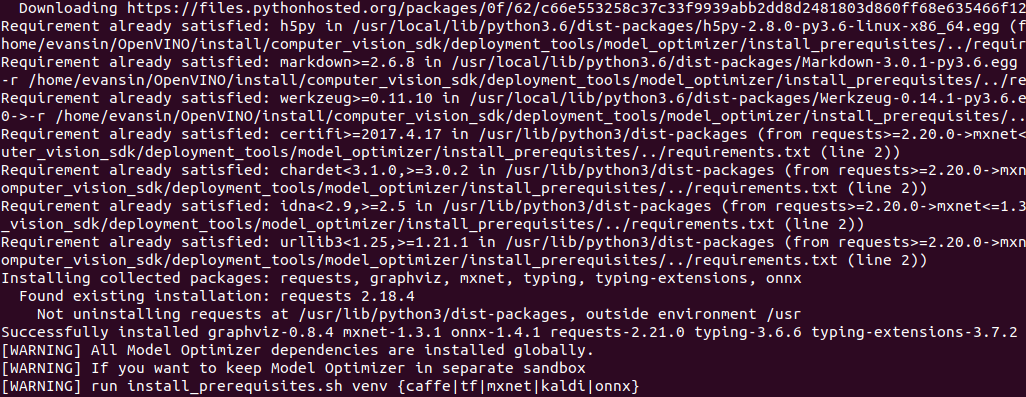 Downloading https://files.pythonhosted.org/packages/0f/62/c66e553258c37c33f9939abb2dd8d2481803d860ff68e635466f12
Requirement already satisfied: h5py in /usr/local/lib/python3.6/dist-packages/h5py-2.8.0-py3.6-linux-x86_64.egg (f
home/evansin/OpenVINO/install/computer_vision_sdk/deployment_tools/model_optimizer/install_prerequisites/../requir
Requirement already satisfied: markdown>=2.6.8 in /usr/local/lib/python3.6/dist-packages/Markdown-3.0.1-py3.6.egg
-r /home/evansin/OpenVINO/install/computer_vision_sdk/deployment_tools/model_optimizer/install_prerequisites/../re
Requirement already satisfied: werkzeug>=0.11.10 in /usr/local/lib/python3.6/dist-packages/Werkzeug-0.14.1-py3.6.e
0->-r /home/evansin/OpenVINO/install/computer_vision_sdk/deployment_tools/model_optimizer/install_prerequisites/..
Requirement already satisfied: certifi>=2017.4.17 in /usr/lib/python3/dist-packages (from requests>=2.20.0->mxnet<
uter_vision_sdk/deployment_tools/model_optimizer/install_prerequisites/../requirements.txt (line 2))
Requirement already satisfied: chardet<3.1.0,>=3.0.2 in /usr/lib/python3/dist-packages (from requests>=2.20.0->mxn
omputer_vision_sdk/deployment_tools/model_optimizer/install_prerequisites/../requirements.txt (line 2))
Requirement already satisfied: idna<2.9,>=2.5 in /usr/lib/python3/dist-packages (from requests>=2.20.0->mxnet<=1.3
_vision_sdk/deployment_tools/model_optimizer/install_prerequisites/../requirements.txt (line 2))
Requirement already satisfied: urllib3<1.25,>=1.21.1 in /usr/lib/python3/dist-packages (from requests>=2.20.0->mxn
omputer_vision_sdk/deployment_tools/model_optimizer/install_prerequisites/../requirements.txt (line 2))
Installing collected packages: requests, graphviz, mxnet, typing, typing-extensions, onnx
Found existing installation: requests 2.18.4
Not uninstalling requests at /usr/lib/python3/dist-packages, outside environment /usr
Successfully installed graphviz-0.8.4 mxnet-1.3.1 onnx-1.4.1 requests-2.21.0 typing-3.6.6 typing-extensions-3.7.2
[WARNING] All Model Optimizer dependencies are installed globally.
[WARNING] If you want to keep Model Optimizer in separate sandbox
[WARNING] run install_prerequisites.sh venv {caffe|tf|mxnet|kaldi|onnx}